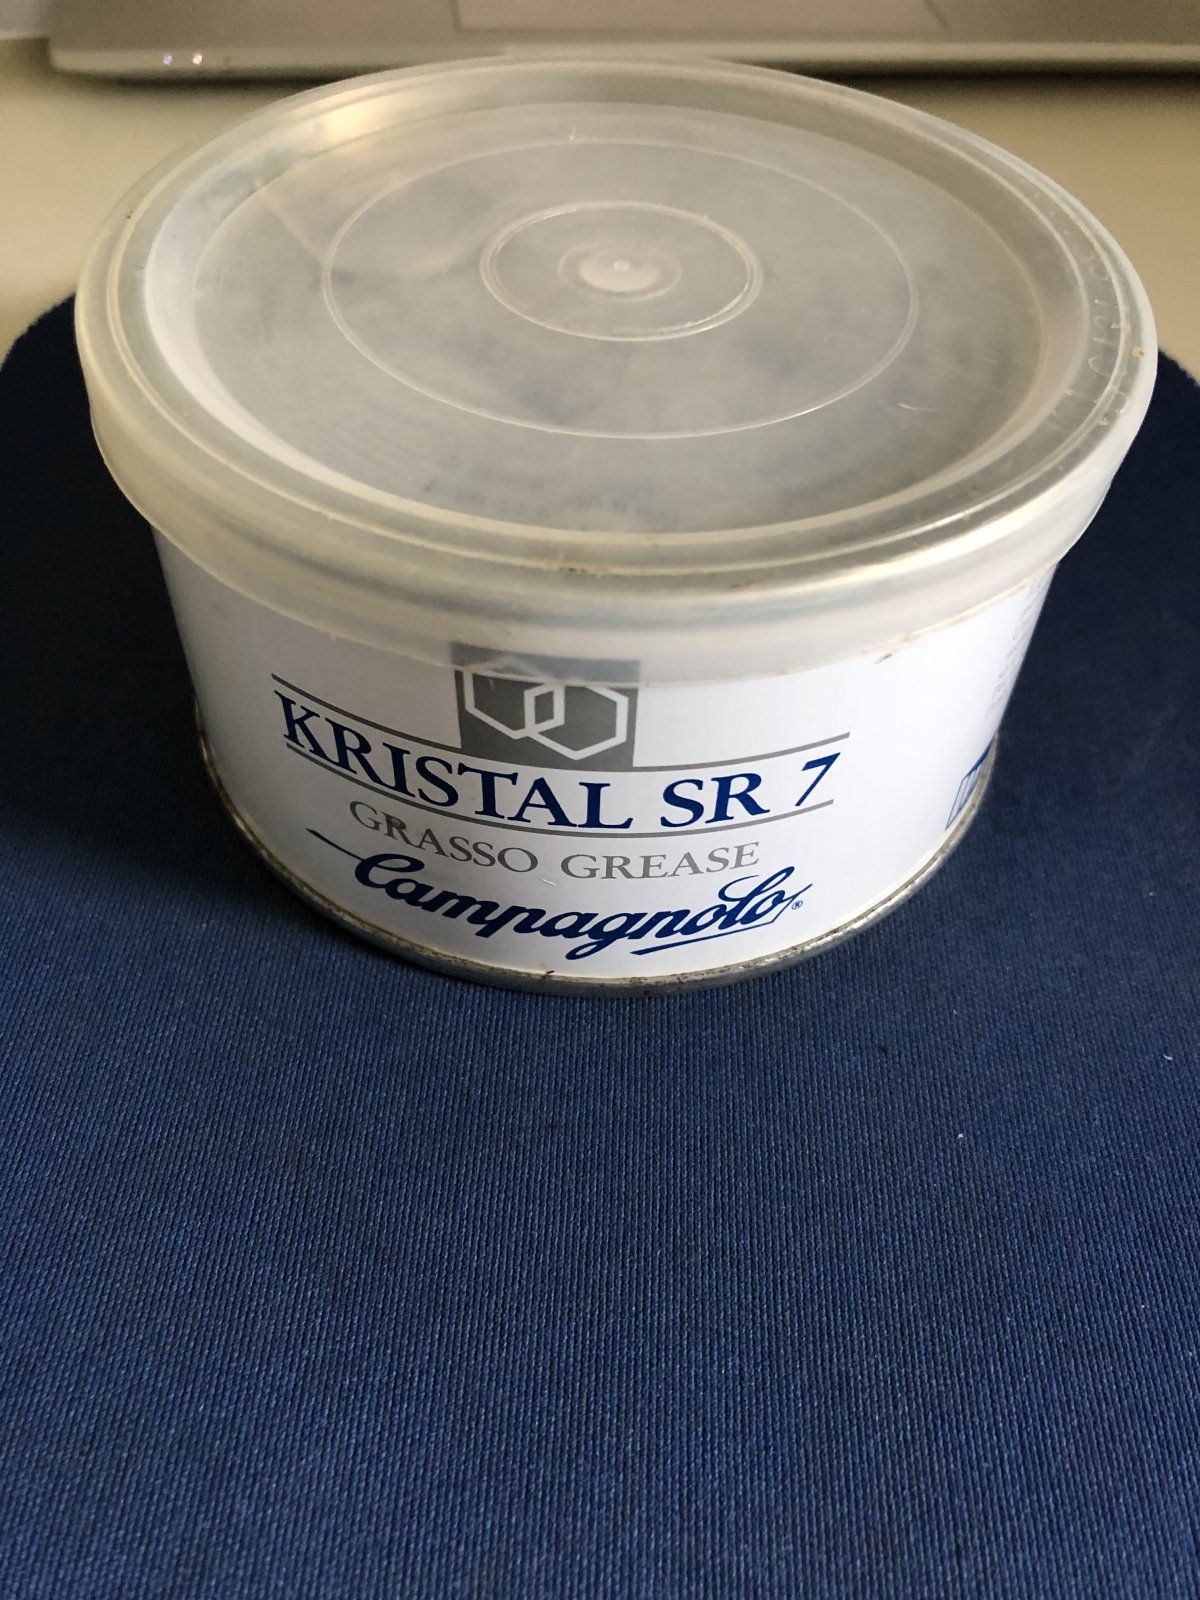 KRISTAL SR 7
GRASSO GREASE
Campagnolo®